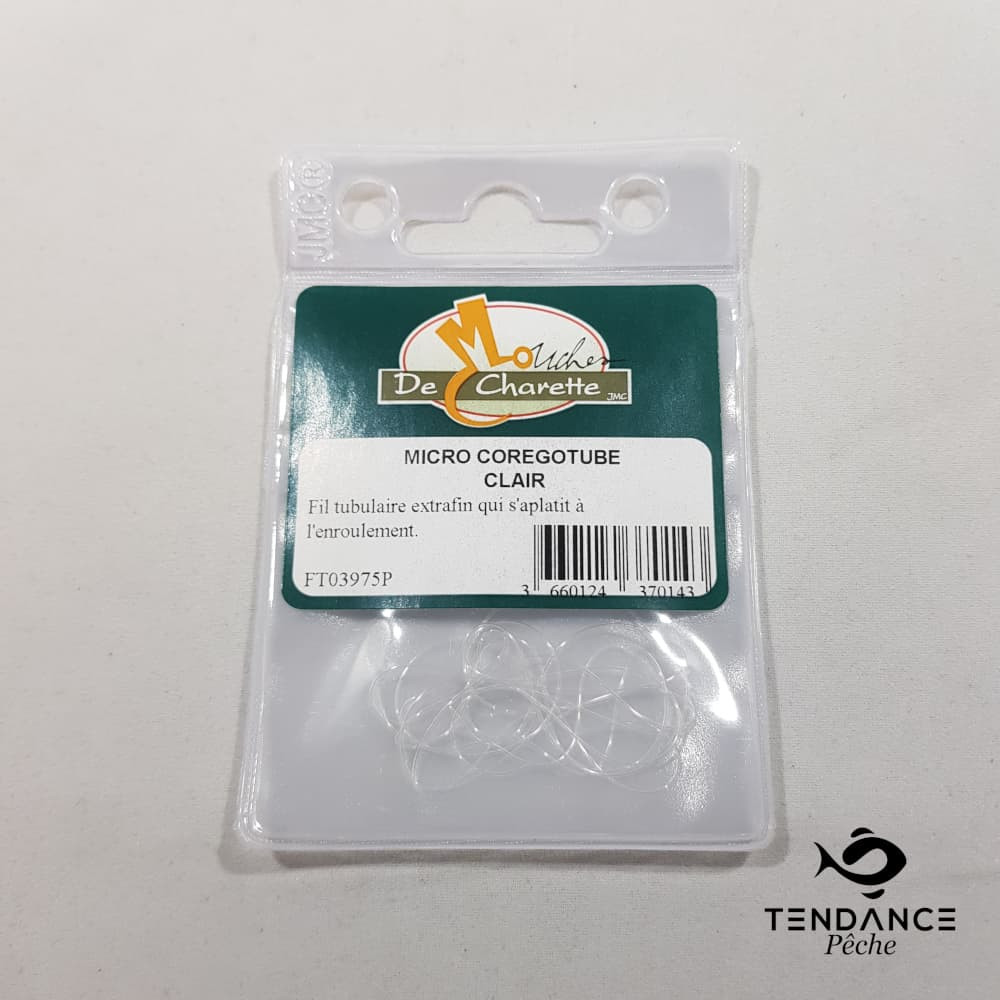 JMC®
Mouches
De Charette
JMC
MICRO COREGOTUBE
CLAIR
Fil tubulaire extrafin qui s'aplatit à
l'enroulement.
FT03975P
3 660124 370143
TENDANCE
Pêche